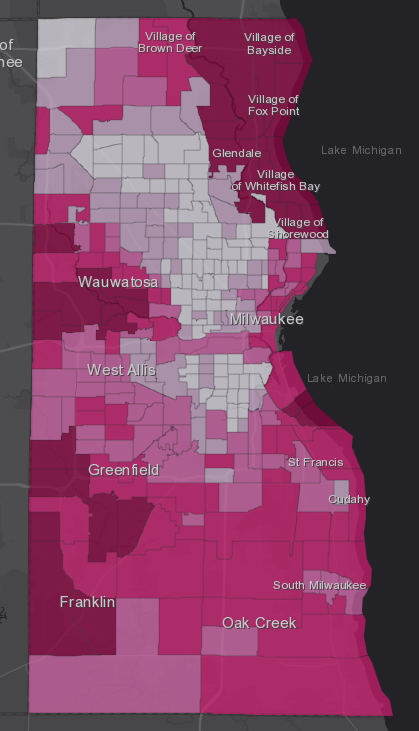 Village of
Brown Deer
Village of
Bayside
of
nee
Village of
Fox Point
Lake Michigan
Glendale
Village
of Whitefish Bay
Village of
Shorewood
Wauwatosa
Milwaukee
West Allis
Lake Michigan
St Francis
Greenfield
Cudahy
South Milwaukee
Franklin
Oak Creek